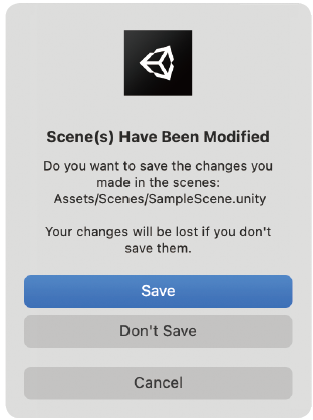 Scene(s) Have Been Modified
Do you want to save the changes you
made in the scenes:
Assets/Scenes/SampleScene.unity
Your changes will be lost if you don't
save them.
Save
Don't Save
Cancel